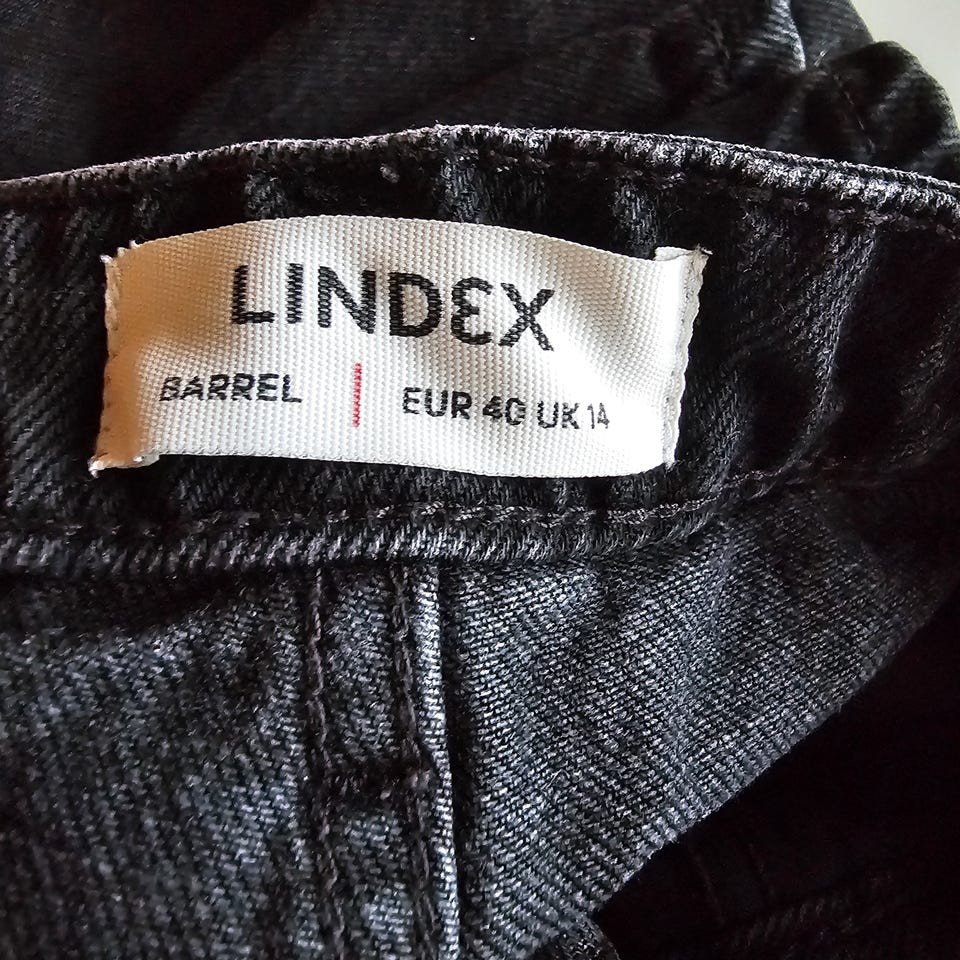 LINDEX
BARREL | EUR 40 UK 14